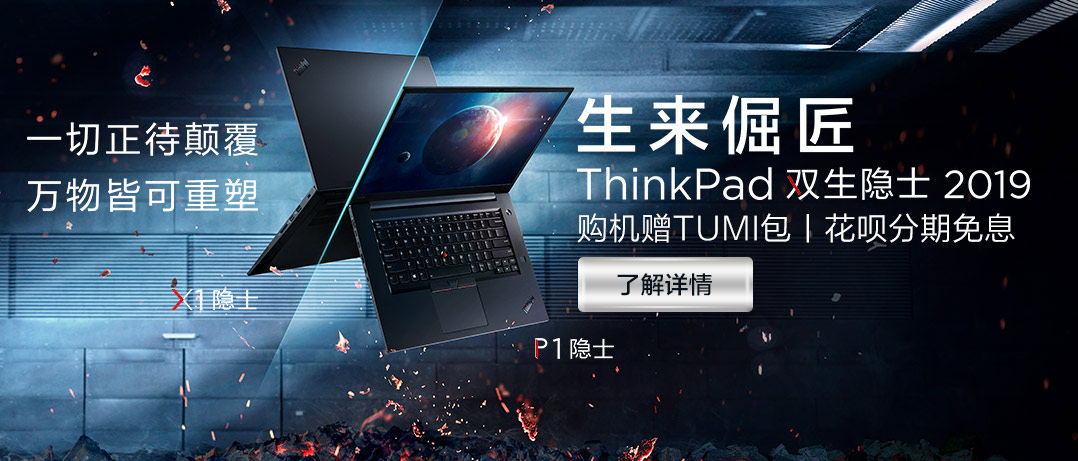 一切正待颠覆
万物皆可重塑
X1隐士
生来倔匠
ThinkPad 双生隐士 2019
购机赠TUMI包 | 花呗分期免息
了解详情
P1隐士
ThinkPad
ThinkPad